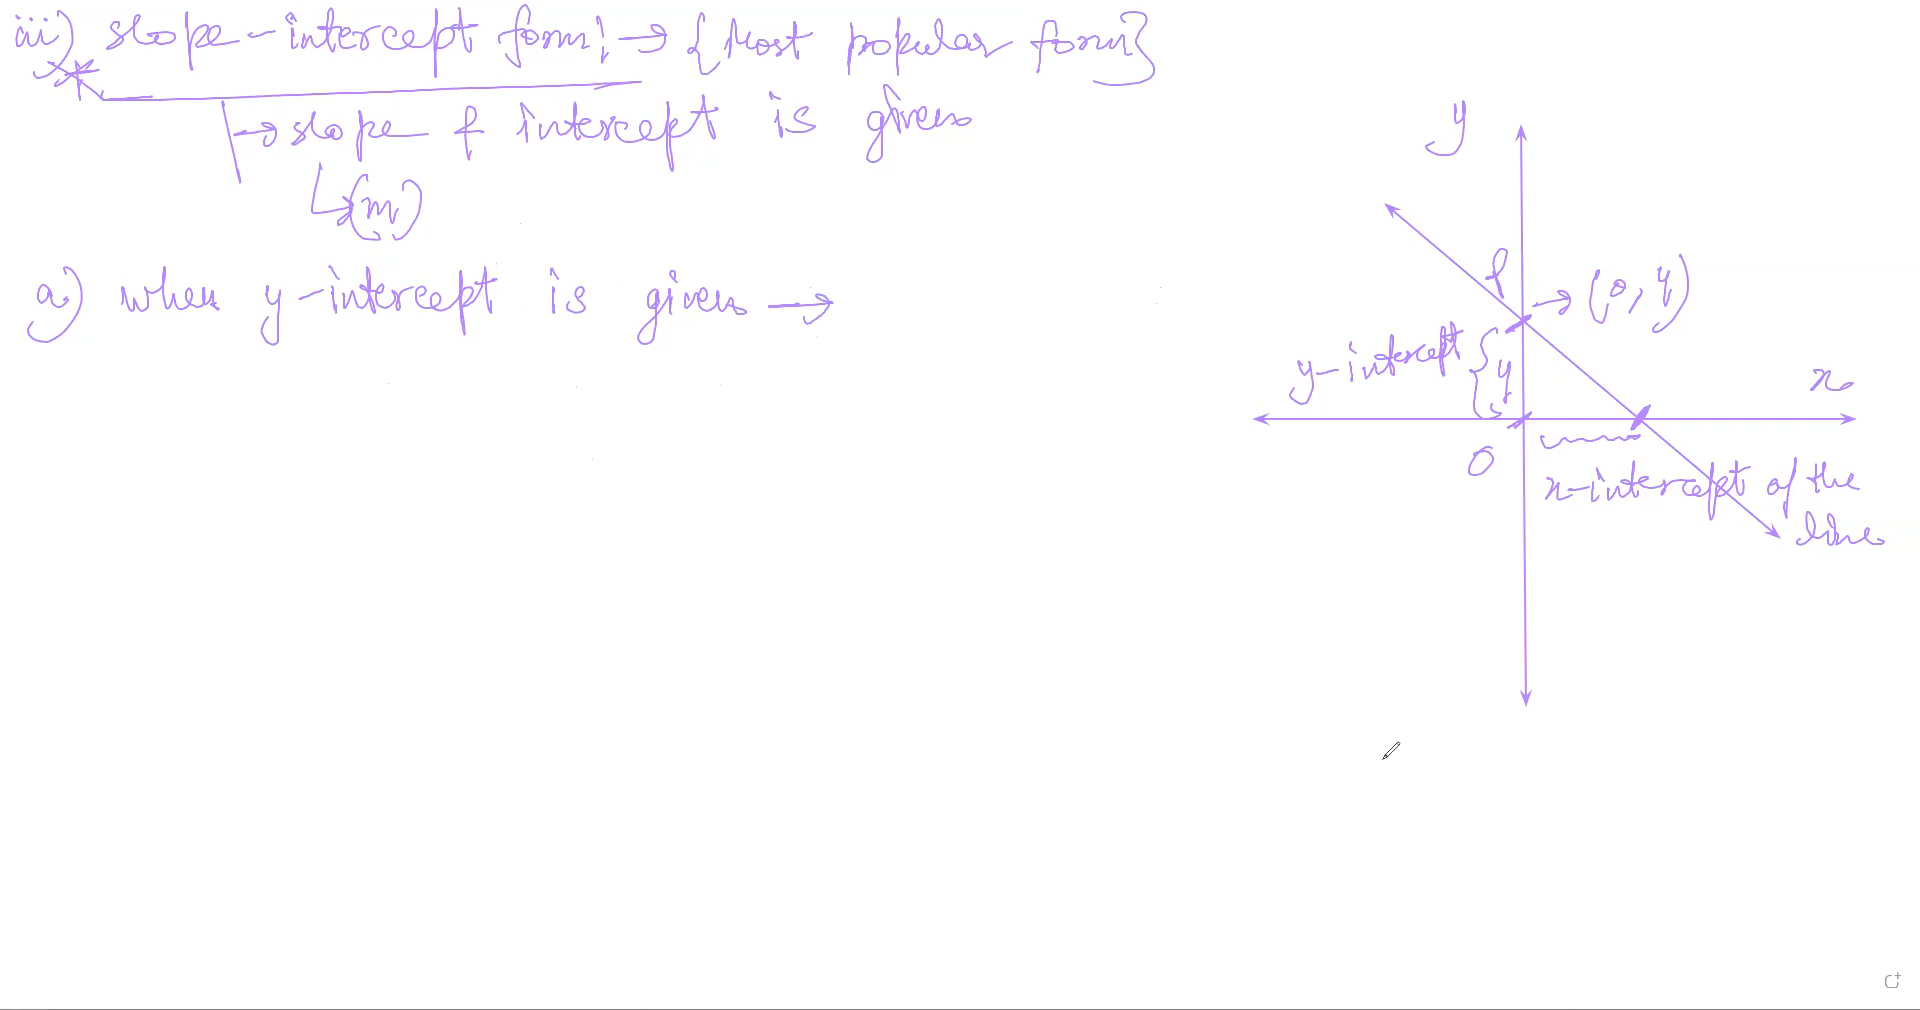 iii) slope-intercept form: → {Most popular form}
→ slope & intercept is given
(m)
a) when y-intercept is given →
y
P → (0, y)
y-intercept { y
x
O
x-intercept of the
line